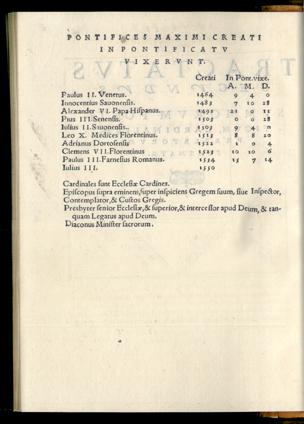 PONTIFICES MAXIMI CREATI
IN PONTIFICATV
VIXERVNT.
Creati In Pont. vixe.
A. M. D.
Paulus II. Venetus. 1464 9 4 0
Innocentius Sauonensis. 1483 7 10 28
Alexander VI. Papa Hispanus. 1492 11
Pius III Senensis. 1503 0 0 28
Iulius II. Sauonensis. 1503 9 4 0
Leo X. Medices Florentinus. 1513 8 8 20
Adrianus Dortosensis 1522 1 0 4
Clemens VII. Florentinus 1523 10 10 6
Paulus III. Farnesius Romanus. 1534 15 7 14
Iulius III. 1550
Cardinales sunt Ecclesiæ Cardines.
Episcopus supra eminens, super inspiciens Gregem suum, siue Inspector,
Contemplator, & Custos Gregis.
Presbyter senior Ecclesiæ, & superior, & intercessor apud Deum, & tan-
quam Legatus apud Deum.
Diaconus Minister sacrorum.